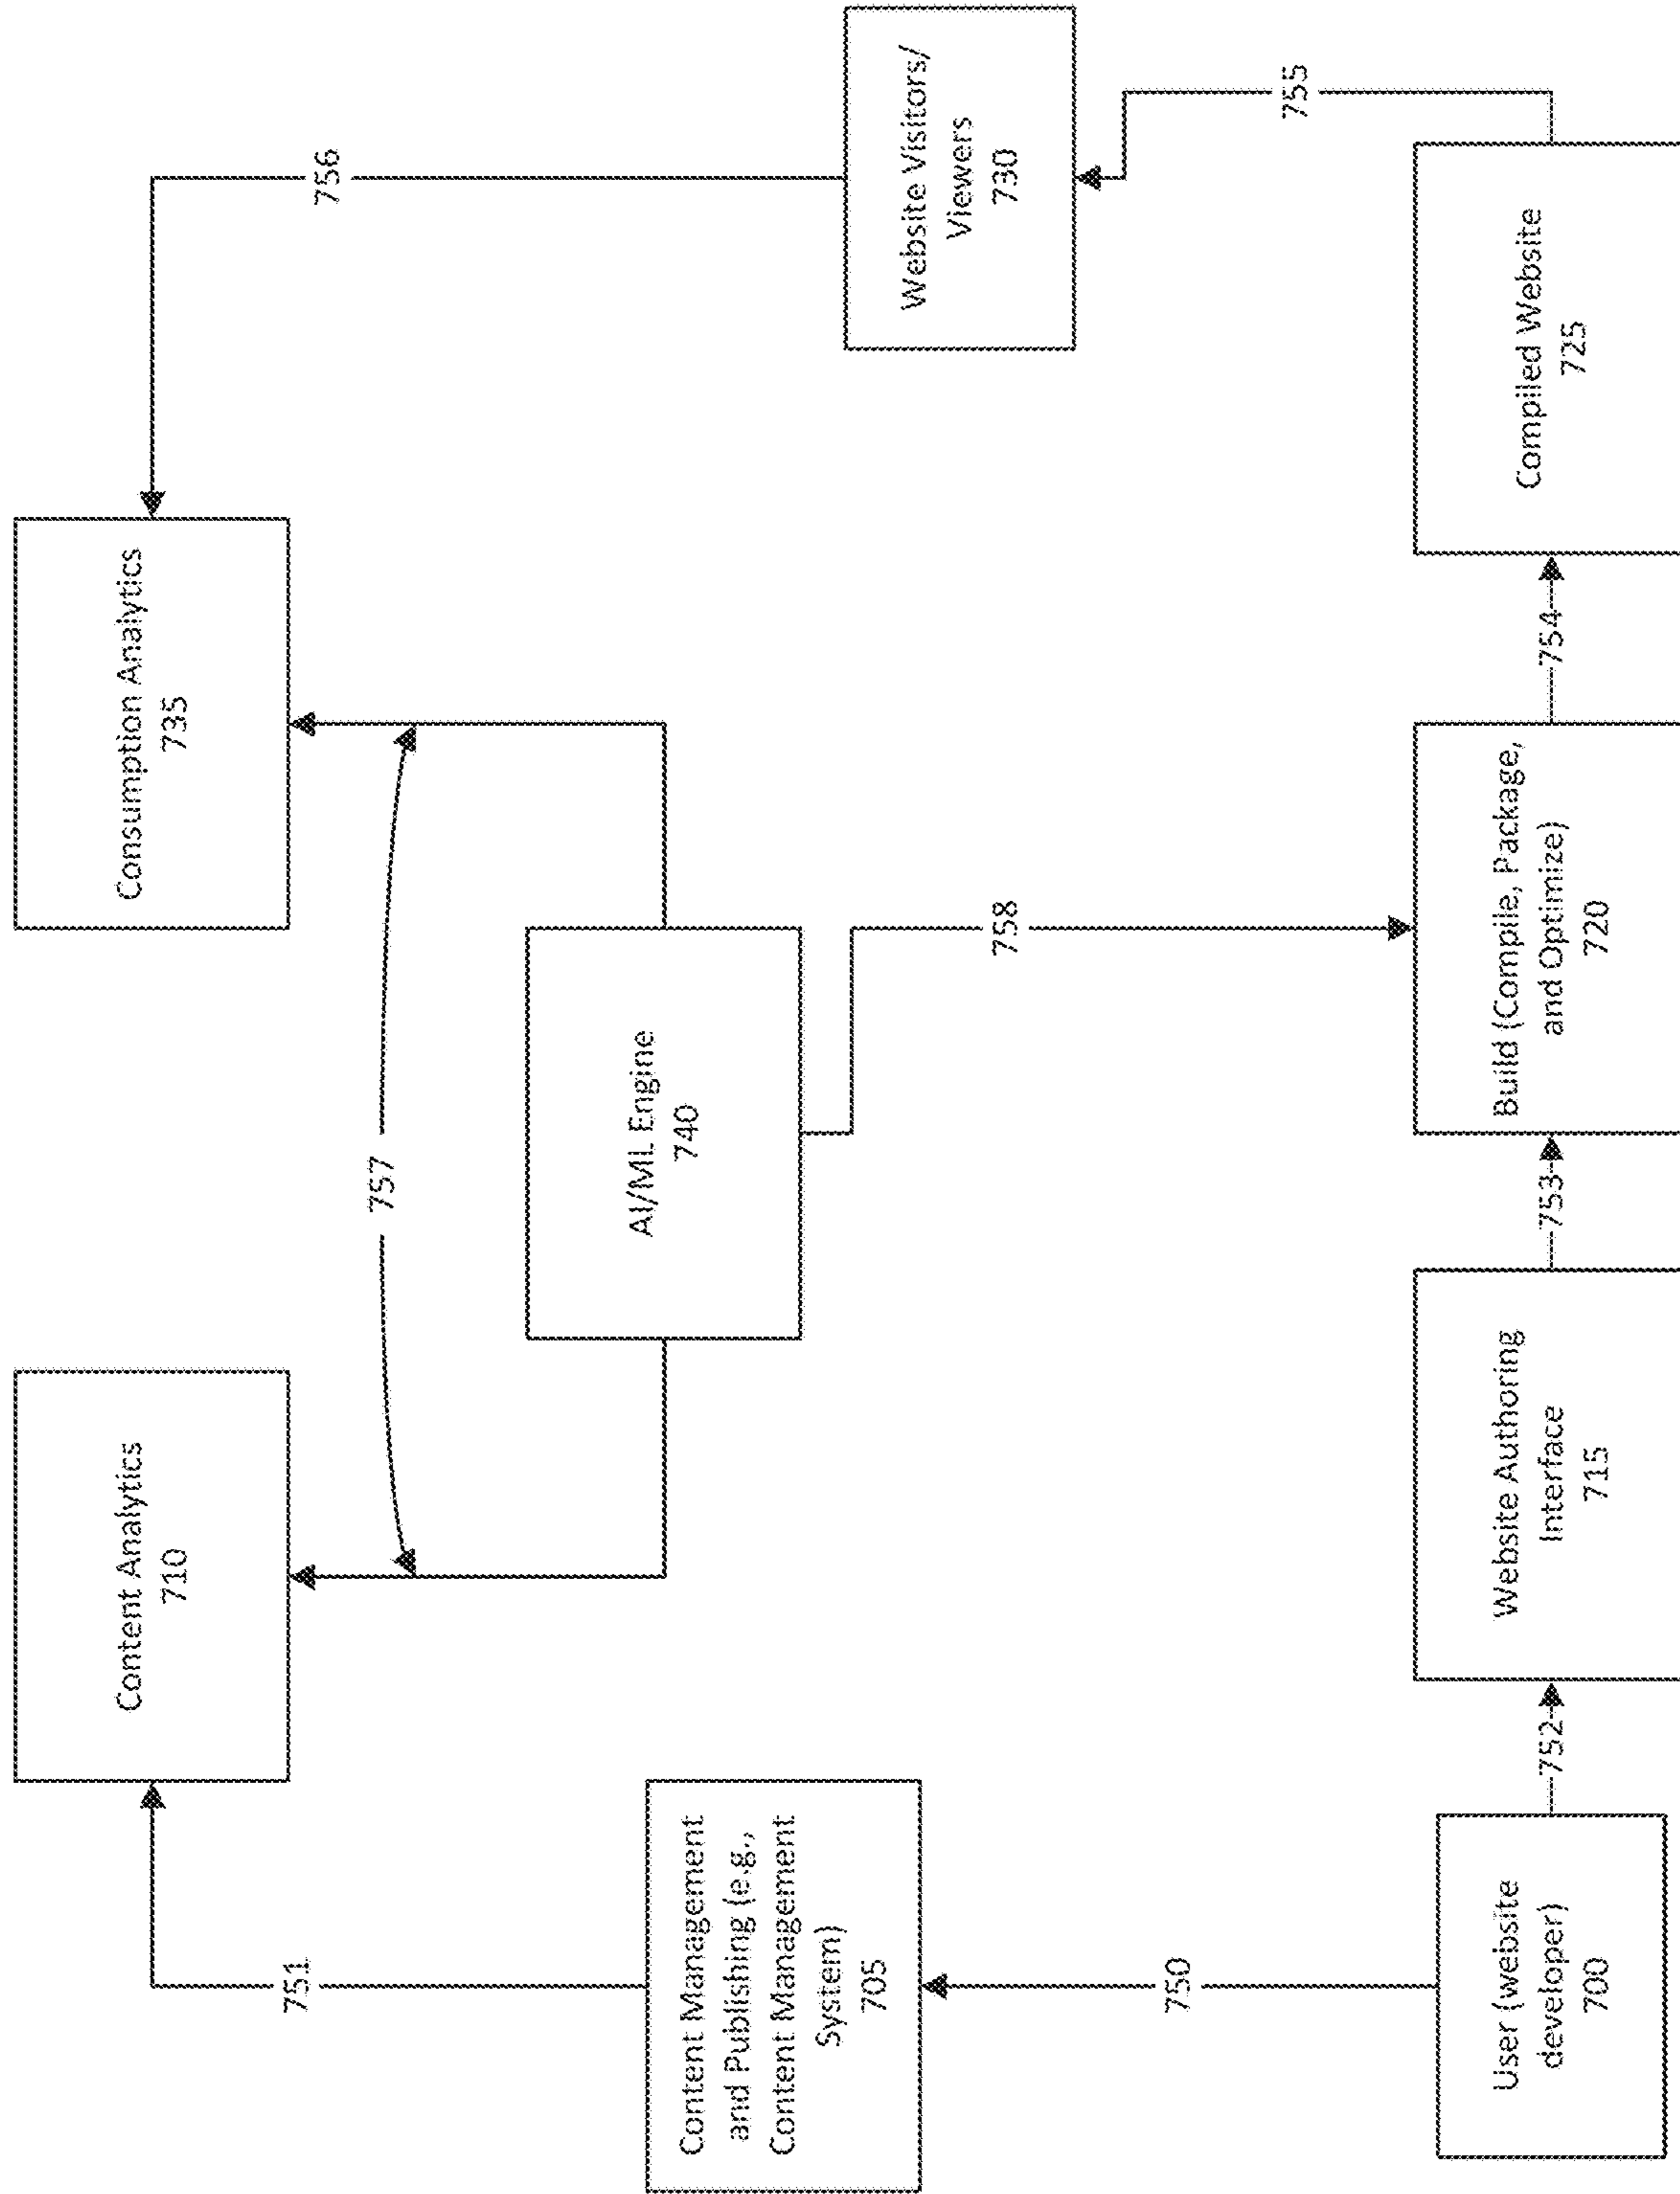 Content Analytics
710
Consumption Analytics
735
751
757
756
AI/ML Engine
740
Content Management
and Publishing (e.g.,
Content Management
System)
705
Website Visitors/
Viewers
730
758
750
755
User (website
developer)
700
752
Website Authoring
Interface
715
753
Build (Compile, Package,
and Optimize)
720
754
Compiled Website
725